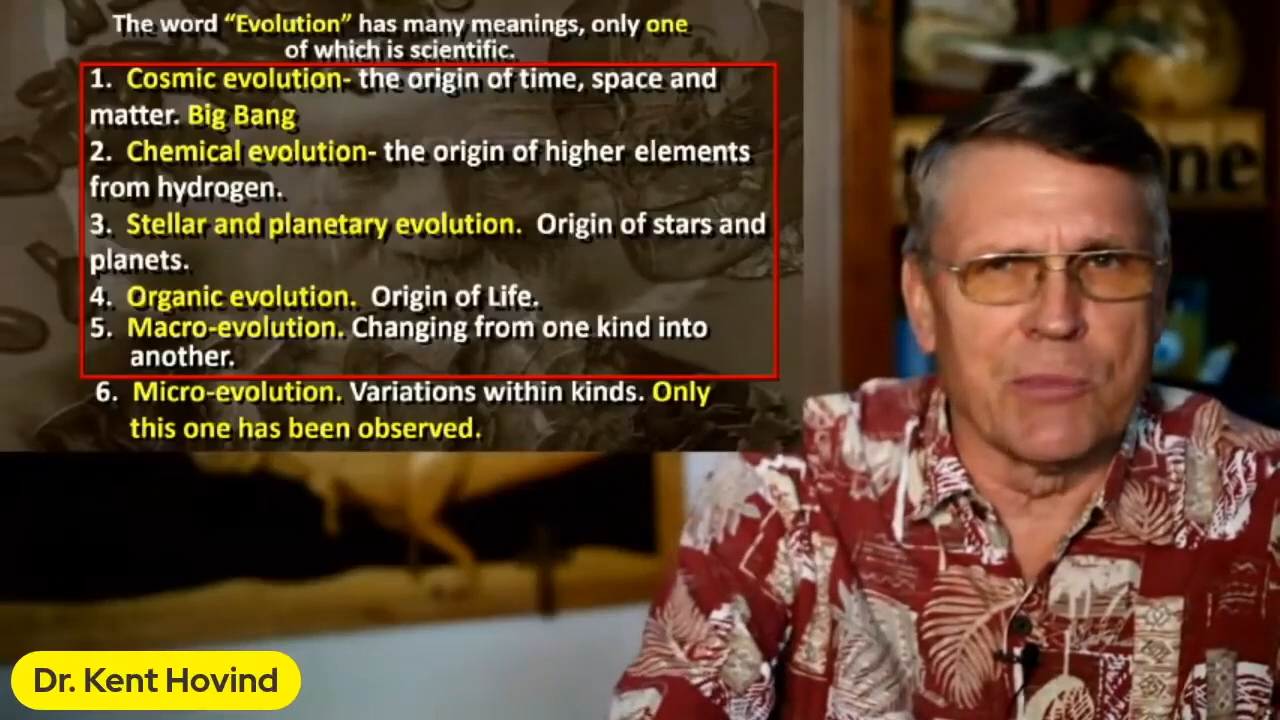 The word “Evolution” has many meanings, only one
of which is scientific.
1. Cosmic evolution- the origin of time, space and
matter. Big Bang
2. Chemical evolution- the origin of higher elements
from hydrogen.
3. Stellar and planetary evolution. Origin of stars and
planets.
4. Organic evolution. Origin of Life.
5. Macro-evolution. Changing from one kind into
another.
6. Micro-evolution. Variations within kinds. Only
this one has been observed.
ne
Dr. Kent Hovind